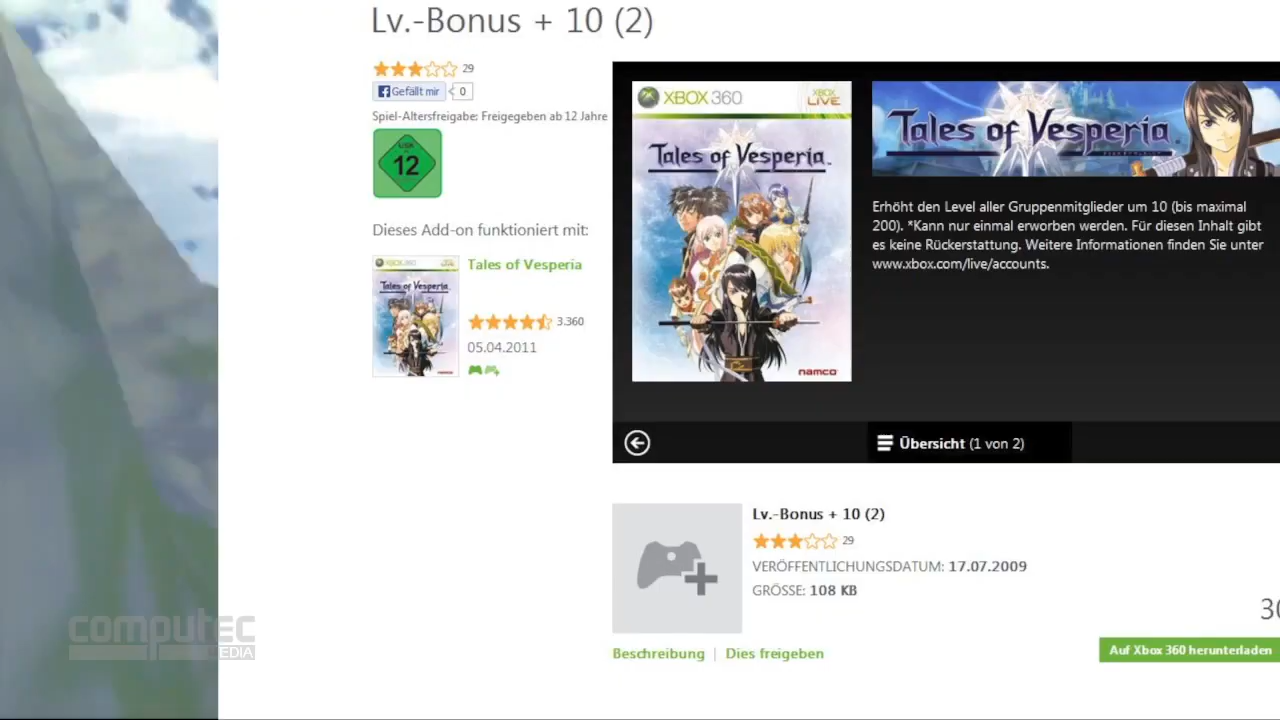 Lv.-Bonus + 10 (2)
29
Gefällt mir
0
Spiel-Altersfreigabe: Freigegeben ab 12 Jahre
USK
12
Dieses Add-on funktioniert mit:
XBOX 360
Tales of Vesperia
Tales of Vesperia
3.360
05.04.2011
XBOX 360
XBOX
LIVE
Tales of Vesperia
namco
Tales of Vesperia
Erhöht den Level aller Gruppenmitglieder um 10 (bis maximal
200). *Kann nur einmal erworben werden. Für diesen Inhalt gibt
es keine Rückerstattung. Weitere Informationen finden Sie unter
www.xbox.com/live/accounts.
Übersicht (1 von 2)
Lv.-Bonus + 10 (2)
29
VERÖFFENTLICHUNGSDATUM: 17.07.2009
GRÖSSE: 108 KB
30
Beschreibung | Dies freigeben
Auf Xbox 360 herunterladen
computec
MEDIA